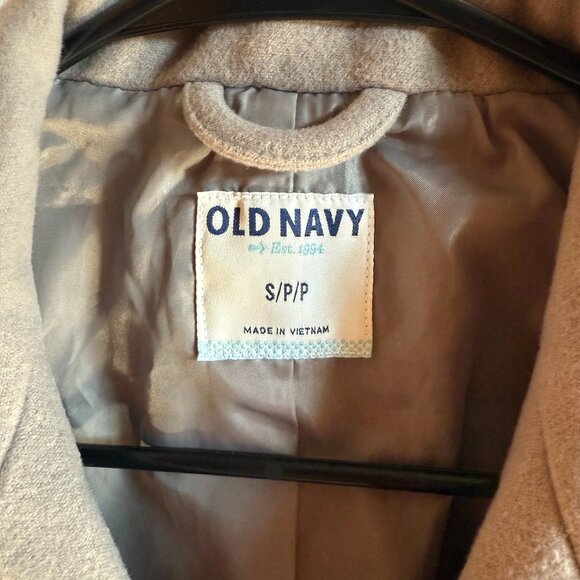 OLD NAVY
Est. 1994
S/P/P
MADE IN VIETNAM